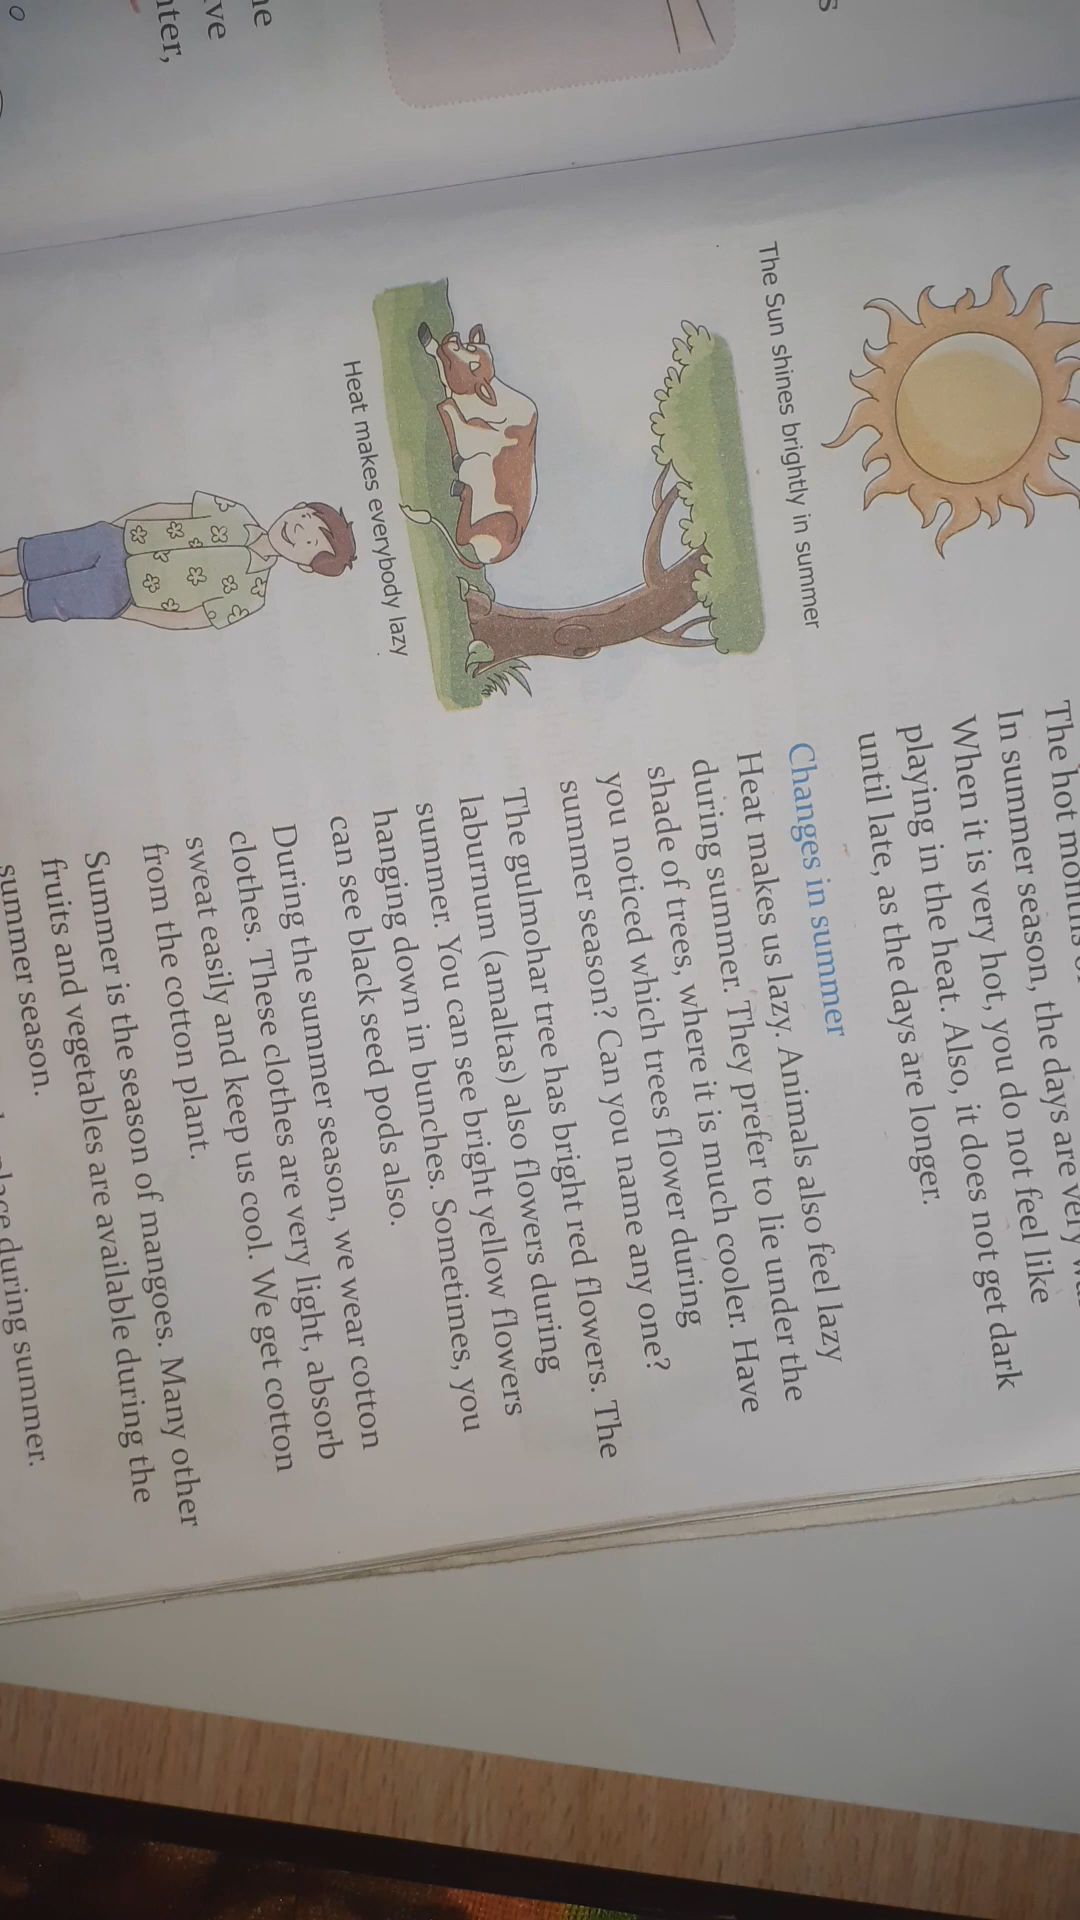 The hot
In summer season, the days are very
When it is very hot, you do not feel like
playing in the heat. Also, it does not get dark
until late, as the days are longer.
The Sun shines brightly in summer
Changes in summer
Heat makes us lazy. Animals also feel lazy
during summer. They prefer to lie under the
shade of trees, where it is much cooler. Have
you noticed which trees flower during
summer season? Can you name any one?
The gulmohar tree has bright red flowers. The
laburnum (amaltas) also flowers during
summer. You can see bright yellow flowers
hanging down in bunches. Sometimes, you
can see black seed pods also.
Heat makes everybody lazy
During the summer season, we wear cotton
clothes. These clothes are very light, absorb
sweat easily and keep us cool. We get cotton
from the cotton plant.
Summer is the season of mangoes. Many other
fruits and vegetables are available during the
summer season.
during summer.